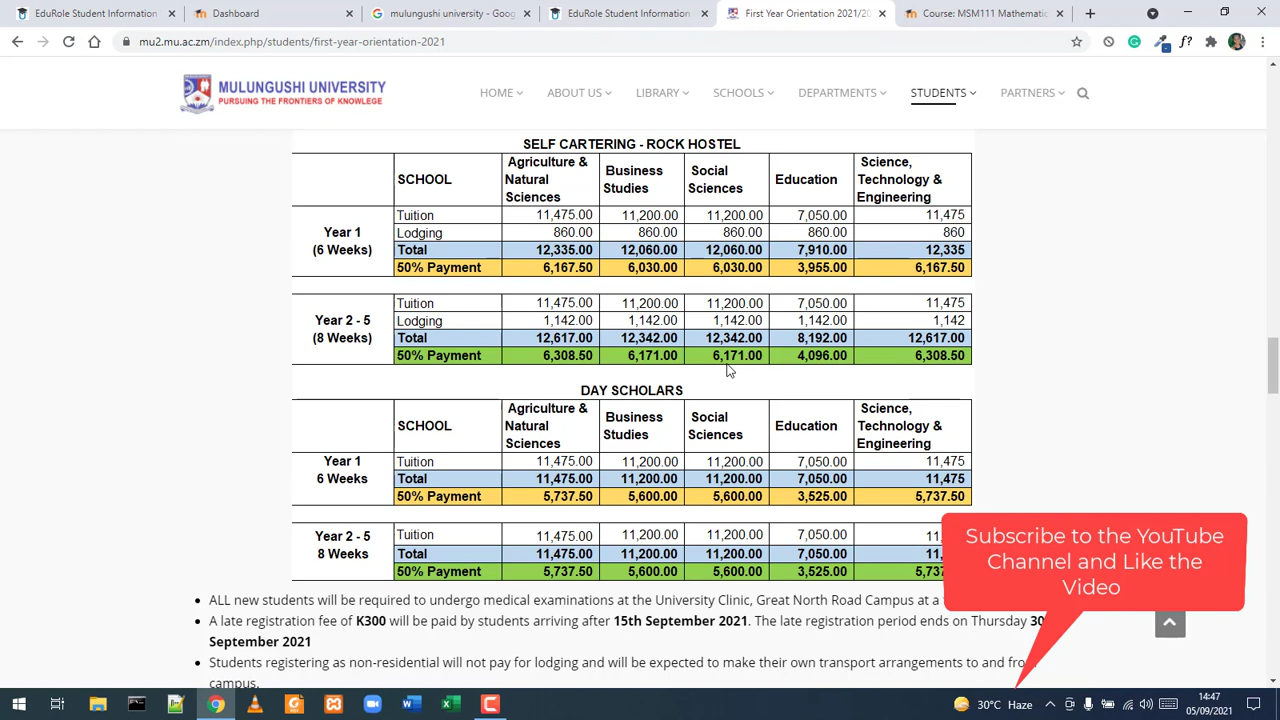 EduRole Student Information
Dashboard
mulungushi university - Goog
EduRole Student Information
First Year Orientation 2021/20
Course: MSM111 Mathematic
mu2.mu.ac.zm/index.php/students/first-year-orientation-2021
MULUNGUSHI UNIVERSITY
PURSUING THE FRONTIERS OF KNOWLEGE
HOME ABOUT US LIBRARY SCHOOLS DEPARTMENTS STUDENTS PARTNERS
SELF CARTERING - ROCK HOSTEL
SCHOOL Agriculture & Natural Sciences Business Studies Social Sciences Education Science, Technology & Engineering
Year 1 (6 Weeks)
Tuition 11,475.00 11,200.00 11,200.00 7,050.00 11,475
Lodging 860.00 860.00 860.00 860.00 860
Total 12,335.00 12,060.00 12,060.00 7,910.00 12,335
50% Payment 6,167.50 6,030.00 6,030.00 3,955.00 6,167.50
Year 2 - 5 (8 Weeks)
Tuition 11,475.00 11,200.00 11,200.00 7,050.00 11,475
Lodging 1,142.00 1,142.00 1,142.00 1,142.00 1,142
Total 12,617.00 12,342.00 12,342.00 8,192.00 12,617.00
50% Payment 6,308.50 6,171.00 6,171.00 4,096.00 6,308.50
DAY SCHOLARS
SCHOOL Agriculture & Natural Sciences Business Studies Social Sciences Education Science, Technology & Engineering
Year 1 6 Weeks
Tuition 11,475.00 11,200.00 11,200.00 7,050.00 11,475
Total 11,475.00 11,200.00 11,200.00 7,050.00 11,475
50% Payment 5,737.50 5,600.00 5,600.00 3,525.00 5,737.50
Year 2 - 5 8 Weeks
Tuition 11,475.00 11,200.00 11,200.00 7,050.00 11,
Total 11,475.00 11,200.00 11,200.00 7,050.00 11,
50% Payment 5,737.50 5,600.00 5,600.00 3,525.00 5,737
Subscribe to the YouTube
Channel and Like the
Video
ALL new students will be required to undergo medical examinations at the University Clinic, Great North Road Campus at a
A late registration fee of K300 will be paid by students arriving after 15th September 2021. The late registration period ends on Thursday 30
September 2021
Students registering as non-residential will not pay for lodging and will be expected to make their own transport arrangements to and from
campus.
30°C Haze
14:47
05/09/2021